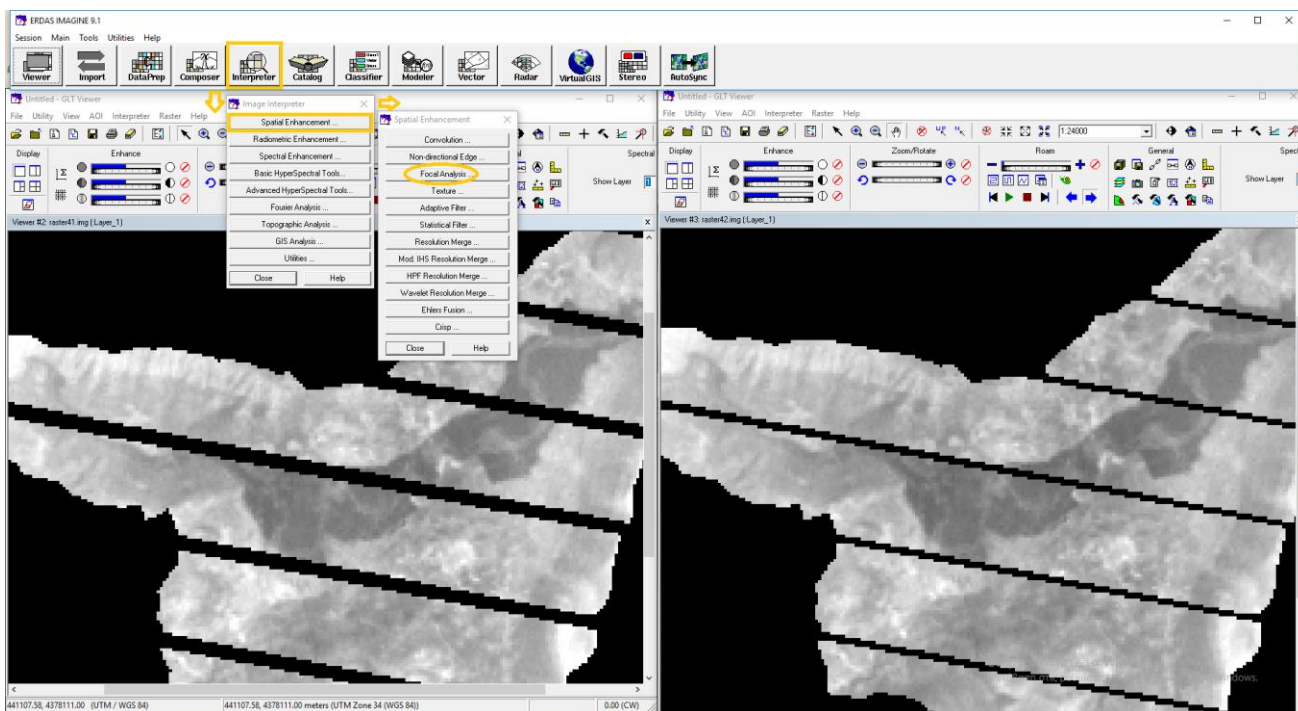 ERDAS IMAGINE 9.1
Session Main Tools Utilities Help
Viewer Import DataPrep Composer Interpreter Catalog Classifier Modeler Vector Radar VirtualGIS Stereo AutoSync
Untitled - GLT Viewer
File Utility View AOI Interpreter Raster Help
Display Enhance
Spectral
Show Layer
Viewer #2: raster41.img (:Layer_1)
Image Interpreter
Spatial Enhancement ...
Radiometric Enhancement ...
Spectral Enhancement ...
Basic HyperSpectral Tools...
Advanced HyperSpectral Tools...
Fourier Analysis ...
Topographic Analysis ...
GIS Analysis ...
Utilities ...
Close Help
Spatial Enhancement
Convolution ...
Non-directional Edge ...
Focal Analysis ...
Texture ...
Adaptive Filter ...
Statistical Filter ...
Resolution Merge ...
Mod. IHS Resolution Merge ...
HPF Resolution Merge ...
Wavelet Resolution Merge ...
Ehlers Fusion ...
Crisp ...
Close Help
Untitled - GLT Viewer
File Utility View AOI Interpreter Raster Help
1:24000
Display Enhance Zoom/Rotate Roam General Spec
Show Layer
Viewer #3: raster42.img (:Layer_1)
441107.58, 4378111.00 (UTM / WGS 84)
441107.58, 4378111.00 meters (UTM Zone 34 (WGS 84))
0.00 (CW)